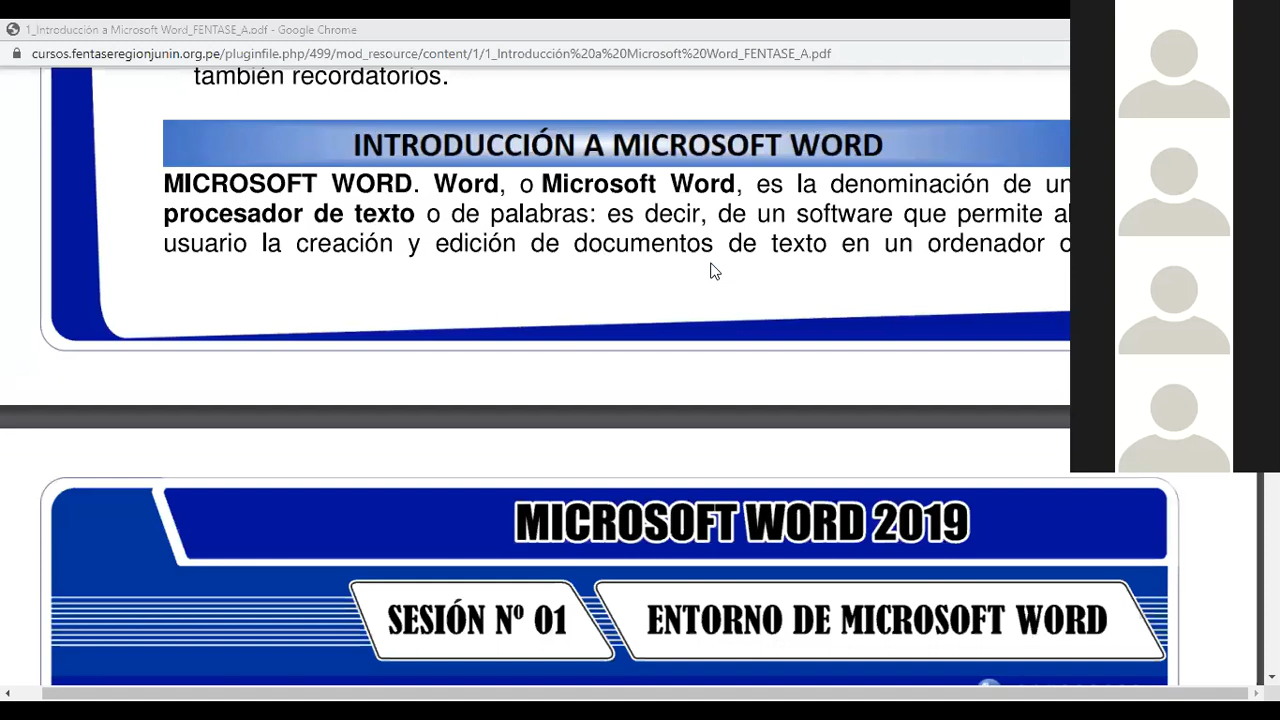 1_Introducción a Microsoft Word_FENTASE_A.pdf - Google Chrome
cursos.fentaseregionjunin.org.pe/pluginfile.php/499/mod_resource/content/1/1_Introducción%20a%20Microsoft%20Word_FENTASE_A.pdf
también recordatorios.
INTRODUCCIÓN A MICROSOFT WORD
MICROSOFT WORD. Word, o Microsoft Word, es la denominación de un
procesador de texto o de palabras: es decir, de un software que permite al
usuario la creación y edición de documentos de texto en un ordenador o
MICROSOFT WORD 2019
SESIÓN Nº 01
ENTORNO DE MICROSOFT WORD